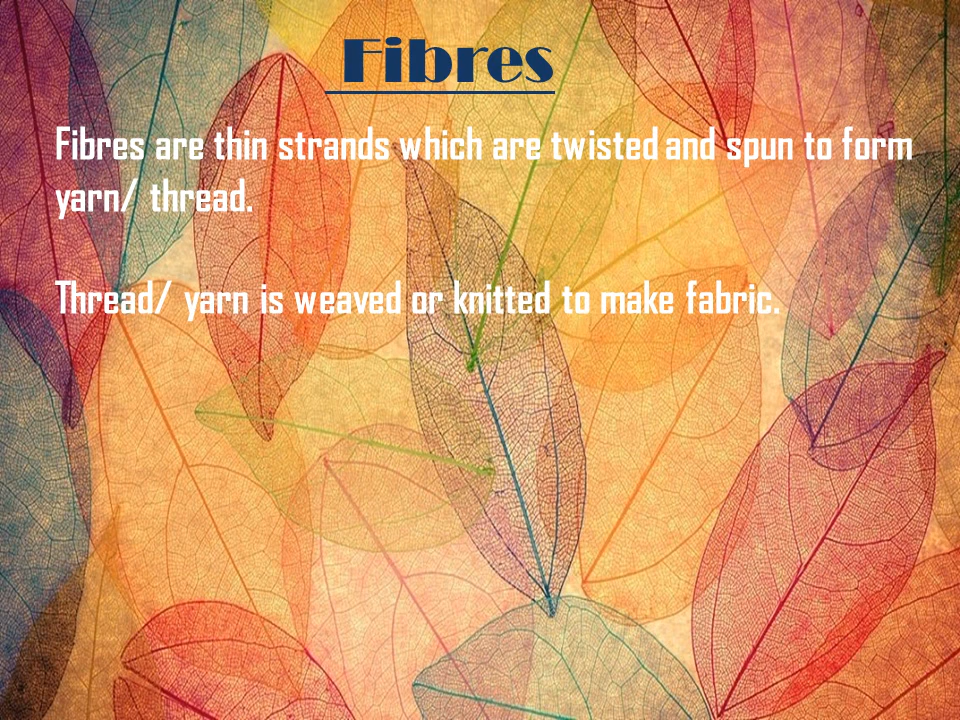 Fibres
Fibres are thin strands which are twisted and spun to form
yarn/ thread.
Thread/ yarn is weaved or knitted to make fabric.